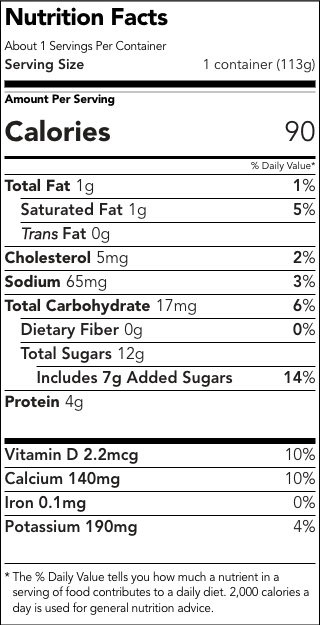 Nutrition Facts
About 1 Servings Per Container
Serving Size 1 container (113g)
Amount Per Serving
Calories 90
% Daily Value*
Total Fat 1g 1%
Saturated Fat 1g 5%
Trans Fat 0g
Cholesterol 5mg 2%
Sodium 65mg 3%
Total Carbohydrate 17mg 6%
Dietary Fiber 0g 0%
Total Sugars 12g
Includes 7g Added Sugars 14%
Protein 4g
Vitamin D 2.2mcg 10%
Calcium 140mg 10%
Iron 0.1mg 0%
Potassium 190mg 4%
* The % Daily Value tells you how much a nutrient in a
serving of food contributes to a daily diet. 2,000 calories a
day is used for general nutrition advice.